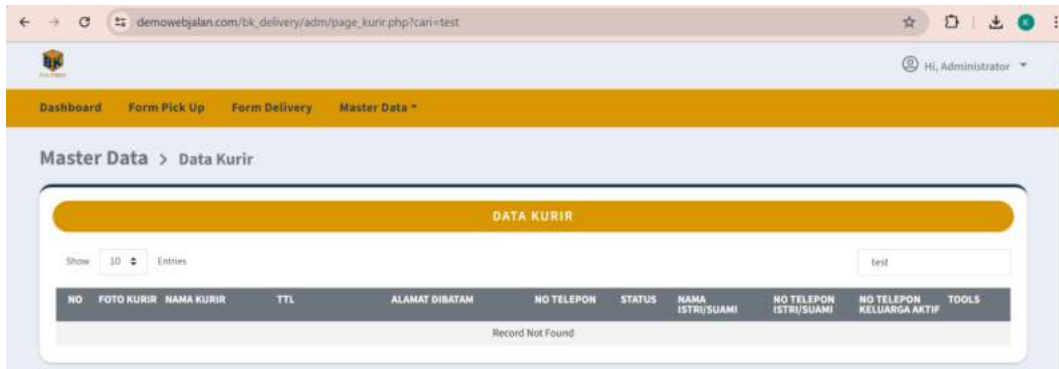 demowebjalan.com/bk_delivery/adm/page_kurir.php?cari=test
K
BK
Hi, Administrator
Dashboard Form Pick Up Form Delivery Master Data
Master Data > Data Kurir
DATA KURIR
Show 10 Entries test
NO FOTO KURIR NAMA KURIR TTL ALAMAT DIBATAM NO TELEPON STATUS NAMA ISTRI/SUAMI NO TELEPON ISTRI/SUAMI NO TELEPON KELUARGA AKTIF TOOLS
Record Not Found